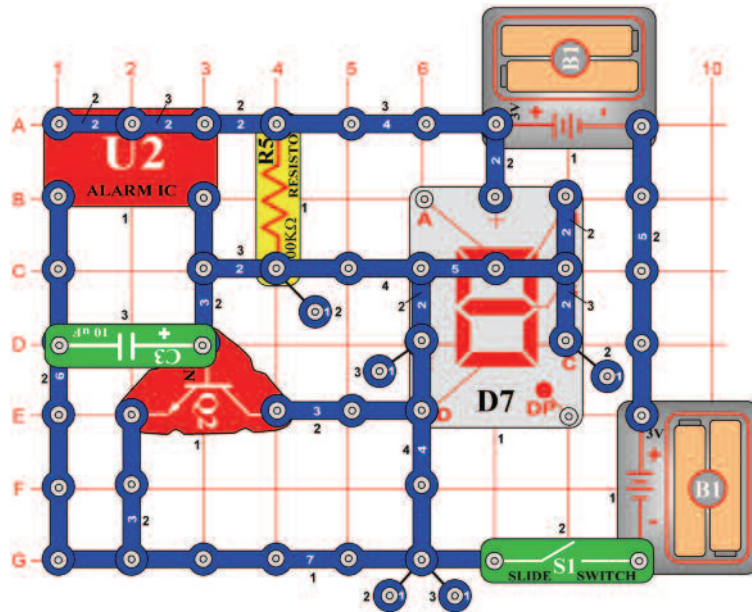 1 2 3 4 5 6 10
B1
3V + -
1
A 2 2 2 3 2 2 3 4
U2
ALARM IC
1
R5
RESISTOR
00KΩ
1
2
B
A +
2 2
5 2
C 3 2 4 5
2 1
2 3
3 2
2 2
3 1
2 1
D 3
10 uF + C3
N
Q2
1
2 6
E 3 2
C
D D7 DP
1
4 4
F
3 2
3V
+
-
1
B1
G 7
1
2 1 3 1
2
S1
SLIDE SWITCH